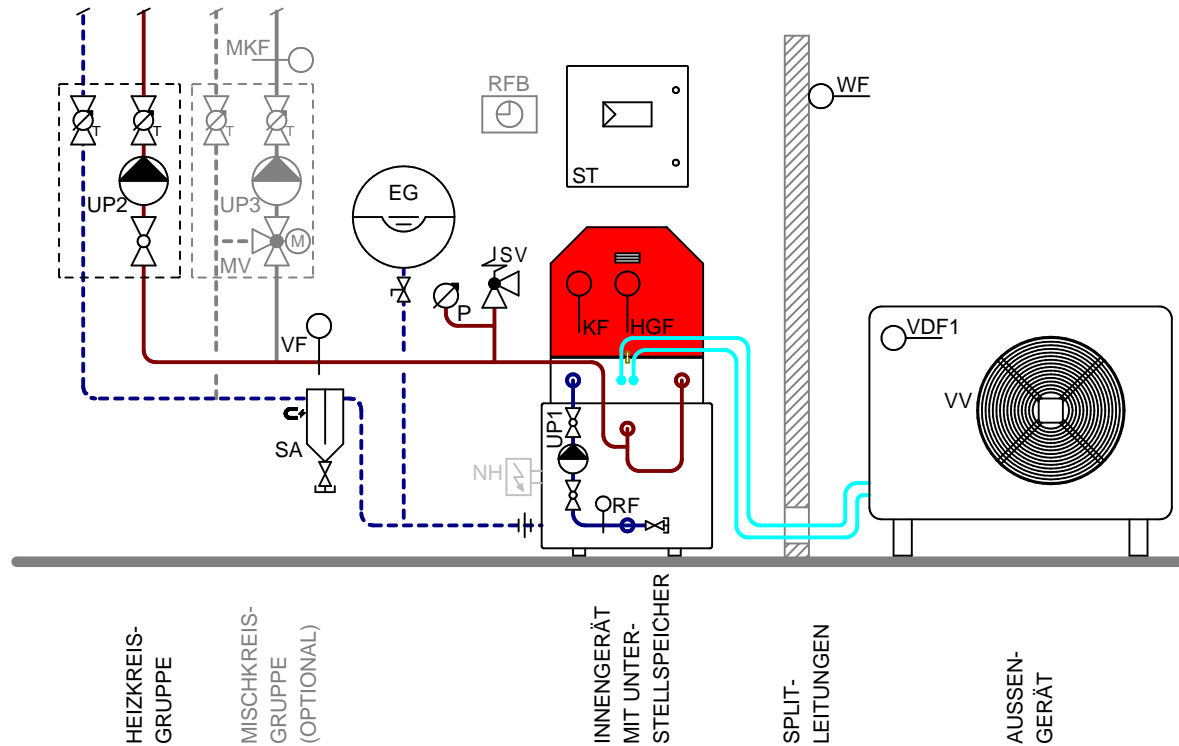 MKF
RFB
WF
T
T
T
T
ST
EG
UP2
UP3
M
MV
SV
P
KF
HGF
VDF1
VF
VV
UP1
SA
NH
RF
HEIZKREIS-
GRUPPE
MISCHKREIS-
GRUPPE
(OPTIONAL)
INNENGERÄT
MIT UNTER-
STELLSPEICHER
SPLIT-
LEITUNGEN
AUSSEN-
GERÄT